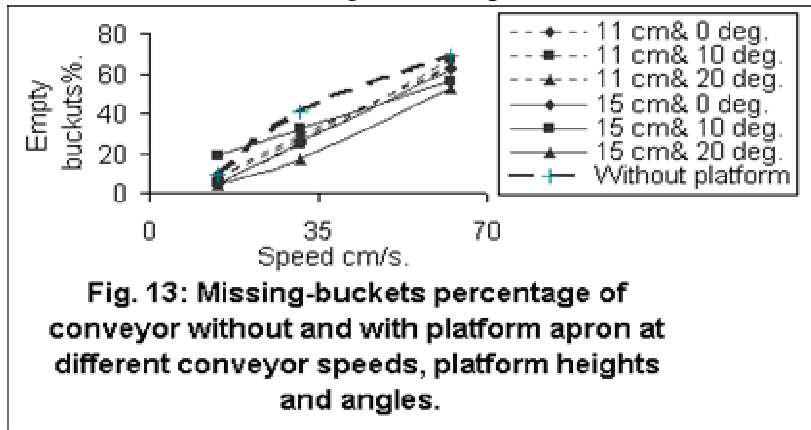 80
60
40
20
0
Empty
buckuts%.
0
35
70
Speed cm/s.
11 cm& 0 deg.
11 cm& 10 deg.
11 cm& 20 deg.
15 cm& 0 deg.
15 cm& 10 deg.
15 cm& 20 deg.
Without platform
Fig. 13: Missing-buckets percentage of
conveyor without and with platform apron at
different conveyor speeds, platform heights
and angles.